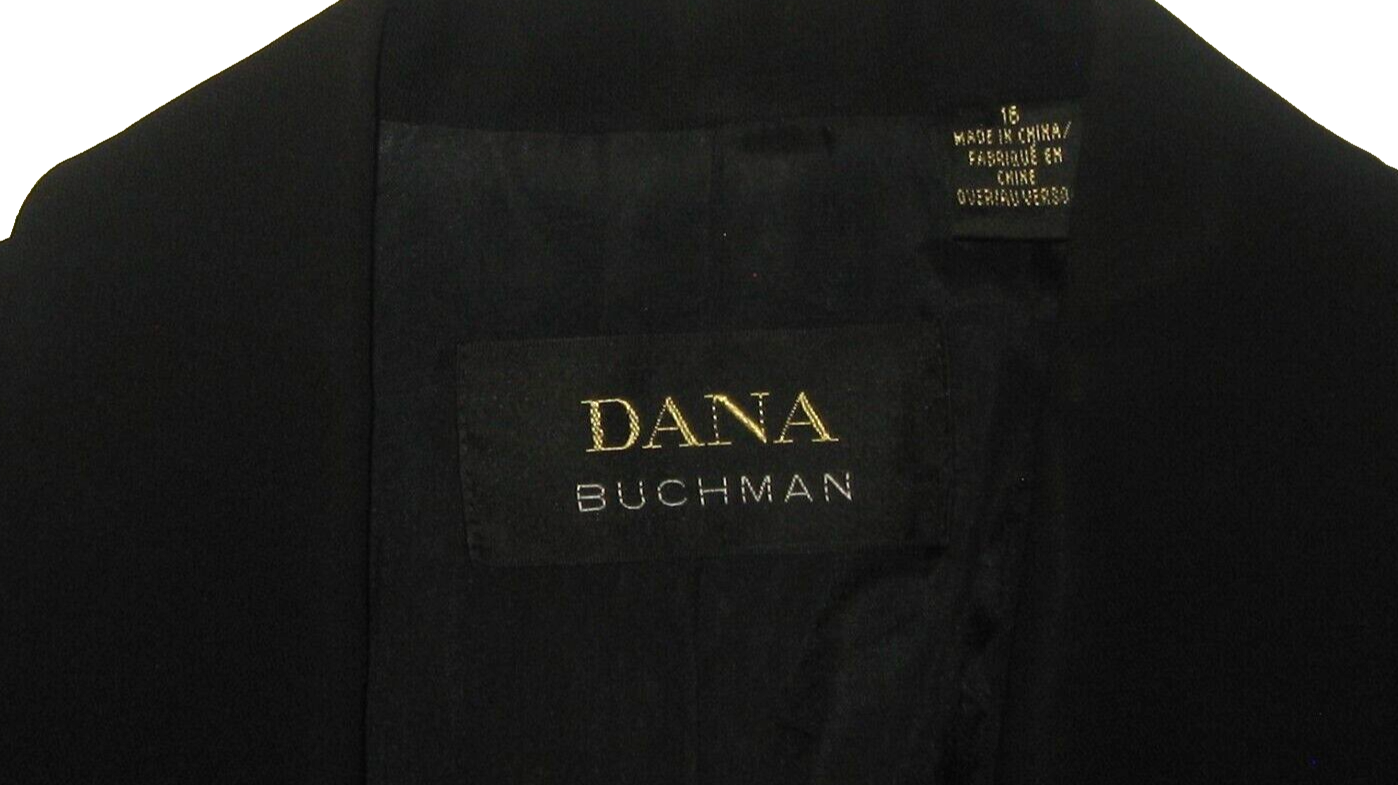 16
MADE IN CHINA/
FABRIQUÉ EN
CHINE
OVER/AU VERSO
DANA
BUCHMAN